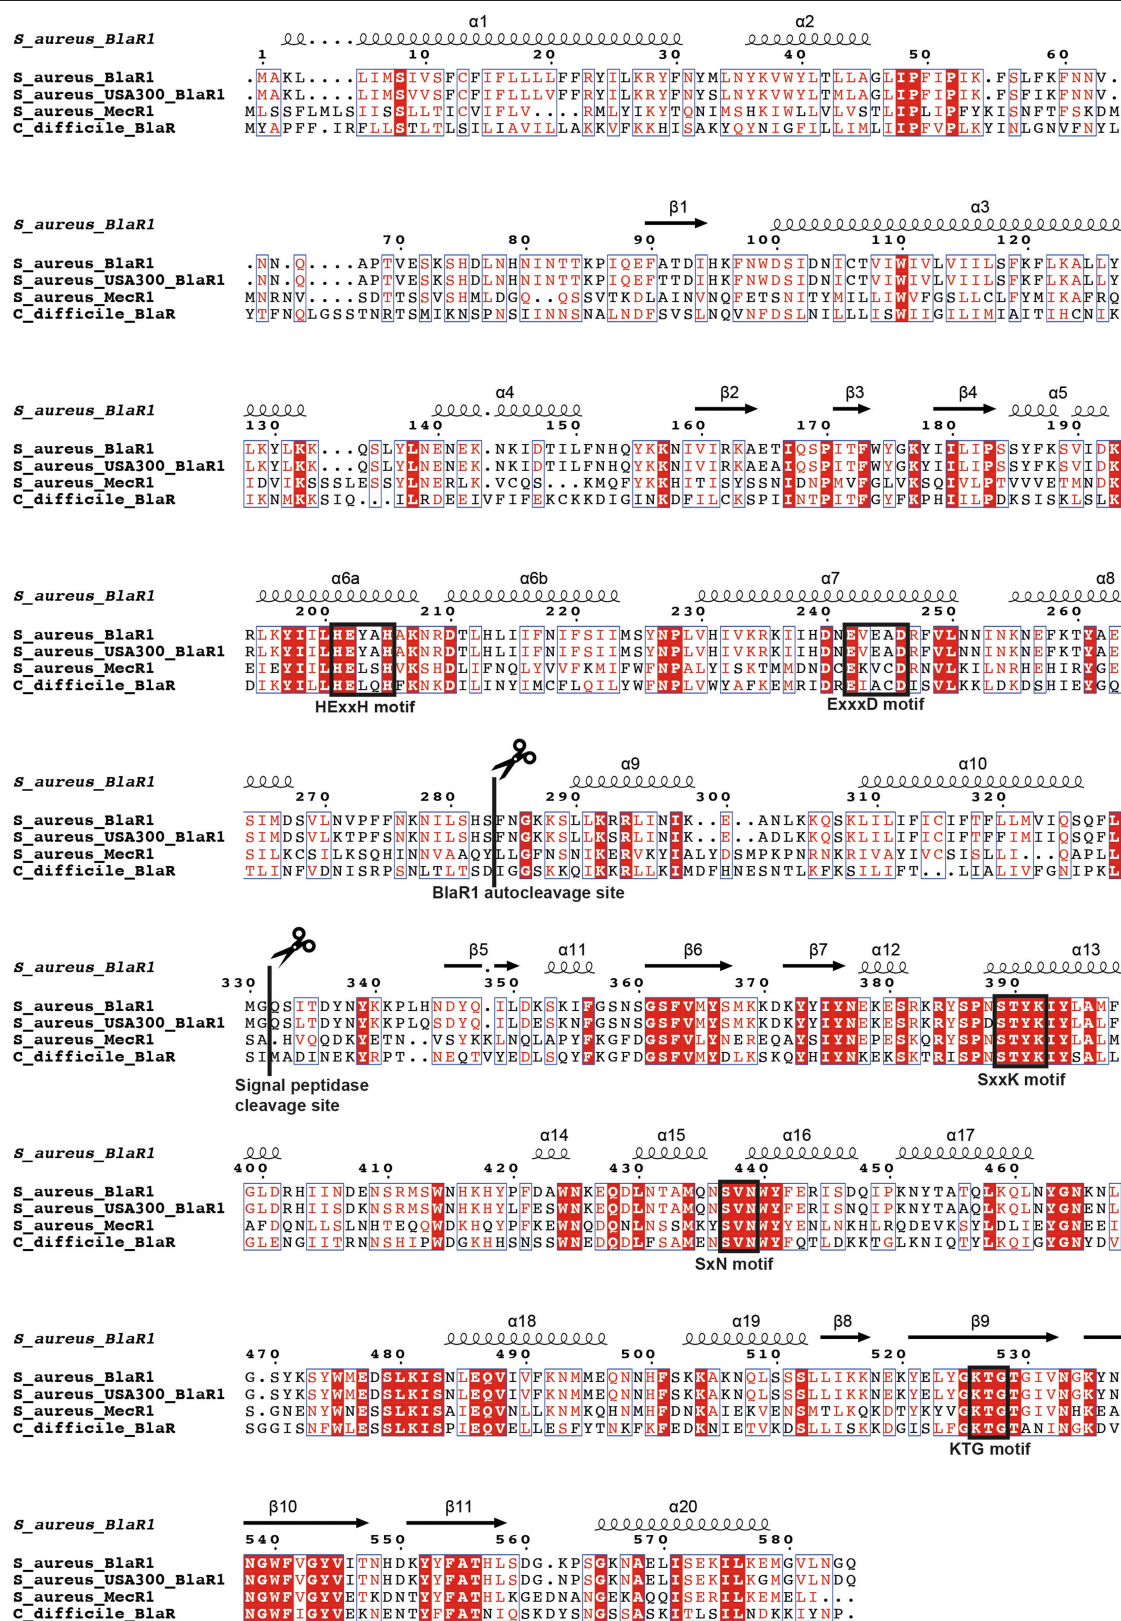 α1 α2
S_aureus_BlaR1
1 10 20 30 40 50 60
S_aureus_BlaR1 .MAKL....LIMSIVSFCFIFLLLLFFRYILKRYFNYMLNYKVWYLTLLAGLIPFIPIK.FSLFKFNNV.
S_aureus_USA300_BlaR1 .MAKL....LIMSVVSFCFIFLLLVFFRYILKRYFNYSLNYKVWYLTMLAGLIPFIPIK.FSFIKFNNV.
S_aureus_MecR1 MLSSFLMLSIISSLLTICVIFLV....RMLYIKYTQNIMSHKIWLLVLVSTLIPLIPFYKISNFTFSKDM
C_difficile_BlaR MYAPFF.IRFLLSTLTLSILIAVILLAKKVFKKHISAKYQYNIGFILLIMLIIPFVPLKYINLGNVFNYL
β1 α3
S_aureus_BlaR1
70 80 90 100 110 120
S_aureus_BlaR1 .NN.Q....APTVESKSHDLNHNINTTKPIQEFATDIHKFNWDSIDNICTVIWIVLVIILSFKFLKALLY
S_aureus_USA300_BlaR1 .NN.Q....APTVESKSHDLNHNINTTKPIQEFTTDIHKFNWDSIDNICTVIWIVLVIILSFKFLKALLY
S_aureus_MecR1 MNRNV....SDTTSSVSHMLDGQ..QSSVTKDLAINVNQFETSNITYMILLIWVFGSLLCLFYMIKAFRQ
C_difficile_BlaR YTFNQLGSSTNRTSMIKNSPNSIINNSNALNDFSVSLNQVNFDSLNILLLISWIIGILIMIAITIHCNIK
α4 β2 β3 β4 α5
S_aureus_BlaR1
130 140 150 160 170 180 190
S_aureus_BlaR1 LKYLKK...QSLYLNENEK.NKIDTILFNHQYKKNIVIRKAETIQSPITFWYGKYIILIPSSYFKSVIDK
S_aureus_USA300_BlaR1 LKYLKK...QSLYLNENEK.NKIDTILFNHQYKKNIVIRKAEAIQSPITFWYGKYIILIPSSYFKSVIDK
S_aureus_MecR1 IDVIKSSSLESSYLNERLK.VCQS...KMQFYKKHITISYSSNIDNPMVFGLVKSQIVLPTVVVETMNDK
C_difficile_BlaR IKNMKKSIQ...ILRDEEIVFIFEKCKKDIGINKDFILCKSPIINTPITFGYFKPHIILPDKSISKLSLK
α6a α6b α7 α8
S_aureus_BlaR1
200 210 220 230 240 250 260
S_aureus_BlaR1 RLKYIILHEYAHAKNRDTLHLIIFNIFSIIMSYNPLVHIVKRKIIHDNEVEADRFVLNNINKNEFKTYAE
S_aureus_USA300_BlaR1 RLKYIILHEYAHAKNRDTLHLIIFNIFSIIMSYNPLVHIVKRKIIHDNEVEADRFVLNNINKNEFKTYAE
S_aureus_MecR1 EIEYIILHELSHVKSHDLIFNQLYVVFKMIFWFNPALYISKTMMDNDCEKVCDRNVLKILNRHEHIRYGE
C_difficile_BlaR DIKYILLHELQHFKNKDILINYIMCFLQILYWFNPLVWYAFKEMRIDREIACDISVLKKLDKDSHIEYGQ
HExxH motif ExxxD motif
α9 α10
S_aureus_BlaR1
270 280 290 300 310 320
S_aureus_BlaR1 SIMDSVLNVPFFNKNILSHSFNGKKSLLKRRLINIK..E..ANLKKQSKLILIFICIFTFLLMVIQSQFL
S_aureus_USA300_BlaR1 SIMDSVLKTPFSNKNILSHSFNGKKSLLKSRLINIK..E..ADLKKQSKLILIFICIFTFFIMIIQSQFL
S_aureus_MecR1 SILKCSILKSQHINNVAAQYLLGFNSNIKERVKYIALYDSMPKPNRNKRIVAYIVCSISLLI...QAPLL
C_difficile_BlaR TLINFVDNISRPSNLTLTSDIGGSKKQIKKRLLKIMDFHNESNTLKFKSILIFT...LIALIVFGNIPKL
BlaR1 autocleavage site
β5 α11 β6 β7 α12 α13
S_aureus_BlaR1
330 340 350 360 370 380 390
S_aureus_BlaR1 MGQSITDYNYKKPLHNDYQ.ILDKSKIFGSNSGSFVMYSMKKDKYYIYNEKESRKRYSPNSTYKIYLAMF
S_aureus_USA300_BlaR1 MGQSLTDYNYKKPLQSDYQ.ILDESKNFGSNSGSFVMYSMKKDKYYIYNEKESRKRYSPDSTYKIYLALF
S_aureus_MecR1 SA.HVQQDKYETN..VSYKKLNQLAPYFKGFDGSFVLYNEREQAYSIYNEPESKQRYSPNSTYKIYLALM
C_difficile_BlaR SIMADINEKYRPT..NEQTVYEDLSQYFKGFDGSFVMYDLKSKQYHIYNKEKSKTRISPNSTYKIYSALL
Signal peptidase
cleavage site
SxxK motif
α14 α15 α16 α17
S_aureus_BlaR1
400 410 420 430 440 450 460
S_aureus_BlaR1 GLDRHIINDENSRMSWNHKHYPFDAWNKEQDLNTAMQNSVNWYFERISDQIPKNYTATQLKQLNYGNKNL
S_aureus_USA300_BlaR1 GLDRHIISDKNSRMSWNHKHYLFESWNKEQDLNTAMQNSVNWYFERISNQIPKNYTAAQLKQLNYGNENL
S_aureus_MecR1 AFDQNLLSLNHTEQQWDKHQYPFKEWNQDQNLNSSMKYSVNWYYENLNKHLRQDEVKSYLDLIEYGNEEI
C_difficile_BlaR GLENGIITRNNSHIPWDGKHHSNSSWNEDQDLFSAMENSVNWYFQTLDKKTGLKNIQTYLKQIGYGNYDV
SxN motif
α18 α19 β8 β9
S_aureus_BlaR1
470 480 490 500 510 520 530
S_aureus_BlaR1 G.SYKSYWMEDSLKISNLEQVIVFKNMMEQNNHFSKKAKNQLSSSLLIKKNEKYELYGKTGTGIVNGKYN
S_aureus_USA300_BlaR1 G.SYKSYWMEDSLKISNLEQVIVFKNMMEQNNHFSKKAKNQLSSSLLIKKNEKYELYGKTGTGIVNGKYN
S_aureus_MecR1 S.GNENYWNESSLKISAIEQVNLLKNMKQHNMHFDNKAIEKVENSMTLKQKDTYKYVGKTGTGIVNHKEA
C_difficile_BlaR SGGISNFWLESSLKISPIEQVELLESFYTNKFKFEDKNIETVKDSLLISKKDGISLFGKTGTANINGKDV
KTG motif
β10 β11 α20
S_aureus_BlaR1
540 550 560 570 580
S_aureus_BlaR1 NGWFVGYVITNHDKYYFATHLSDG.KPSGKNAELISEKILKEMGVLNGQ
S_aureus_USA300_BlaR1 NGWFVGYVETNHDKYYFATHLSDG.NPSGKNAELISEKILKGMGVLNDQ
S_aureus_MecR1 NGWFVGYVETKDNTYYFATHLKGEDNANGEKAQQISERILKEMELI...
C_difficile_BlaR NGWFIGYVEKNENTYFFATNIQSKDYSNGSSASKITLSILNDKKIYNP.